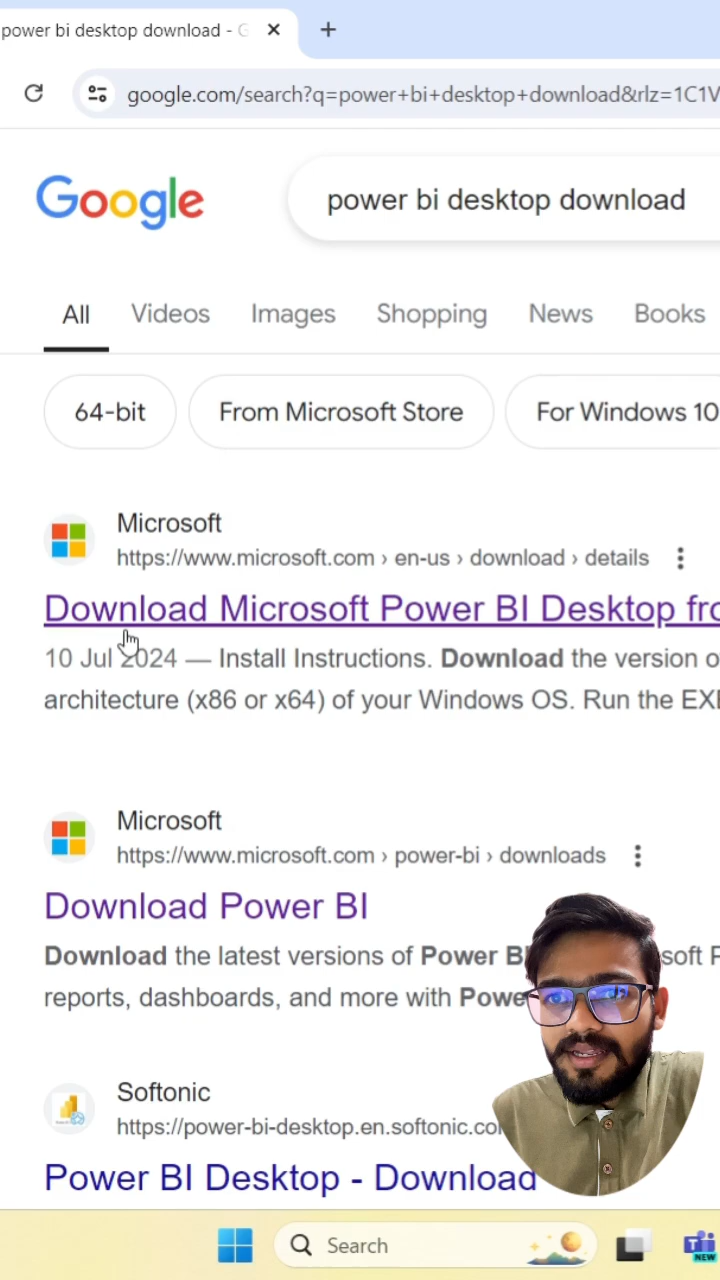 power bi desktop download - G
google.com/search?q=power+bi+desktop+download&rlz=1C1V
Google
power bi desktop download
All Videos Images Shopping News Books
64-bit From Microsoft Store For Windows 10
Microsoft
https://www.microsoft.com › en-us › download › details
Download Microsoft Power BI Desktop fro
10 Jul 2024 — Install Instructions. Download the version o
architecture (x86 or x64) of your Windows OS. Run the EXE
Microsoft
https://www.microsoft.com › power-bi › downloads
Download Power BI
Download the latest versions of Power B soft P
reports, dashboards, and more with Powe
Softonic
https://power-bi-desktop.en.softonic.co
Power BI Desktop - Download
Search
NEW